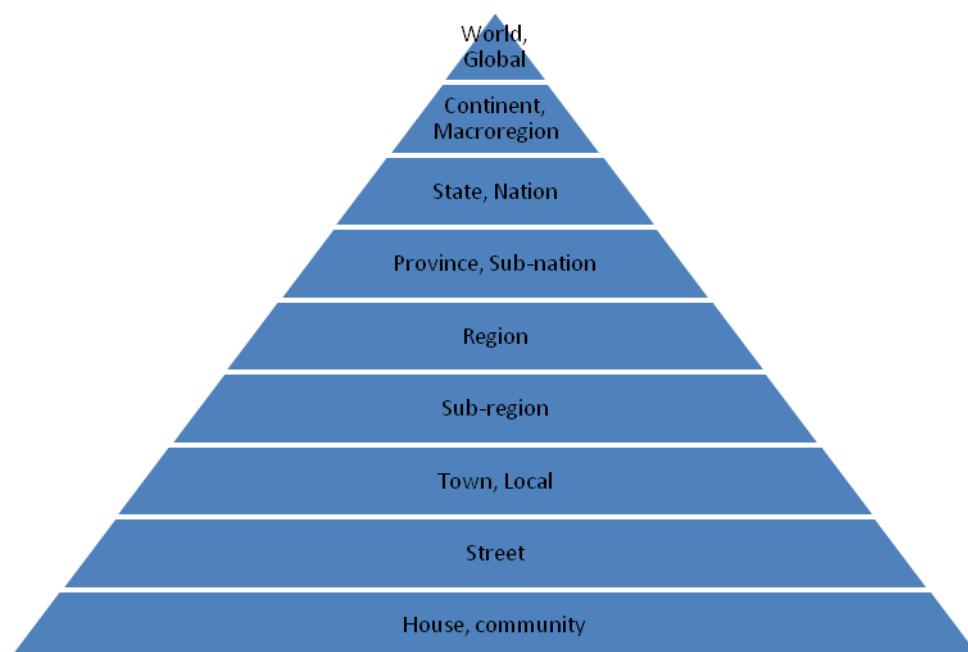 World,
Global
Continent,
Macroregion
State, Nation
Province, Sub-nation
Region
Sub-region
Town, Local
Street
House, community